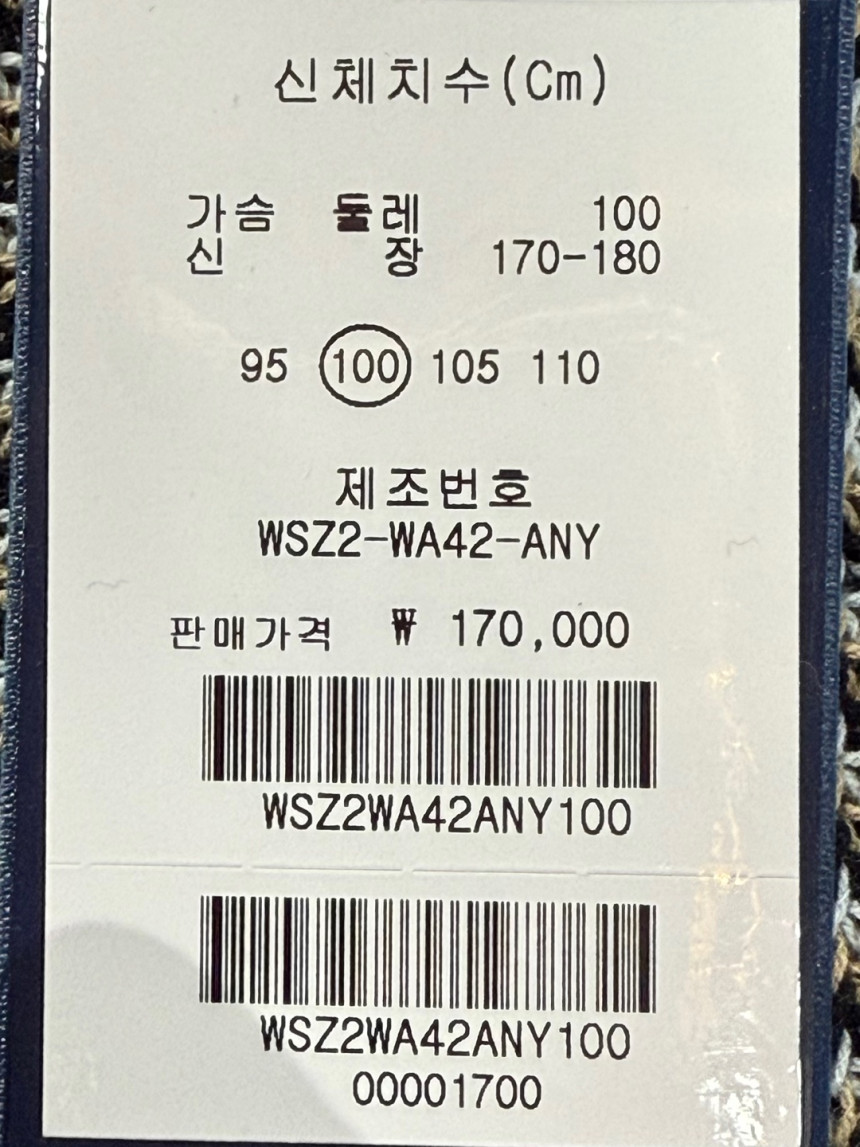 신체치수(Cm)
가슴 둘레 100
신 장 170-180
95 100 105 110
제조번호
WSZ2-WA42-ANY
판매가격 ₩ 170,000
WSZ2WA42ANY100
WSZ2WA42ANY100
00001700